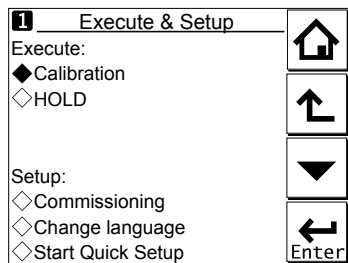 1 Execute & Setup
Execute:
◆Calibration
◇HOLD
Setup:
◇Commissioning
◇Change language
◇Start Quick Setup
Enter